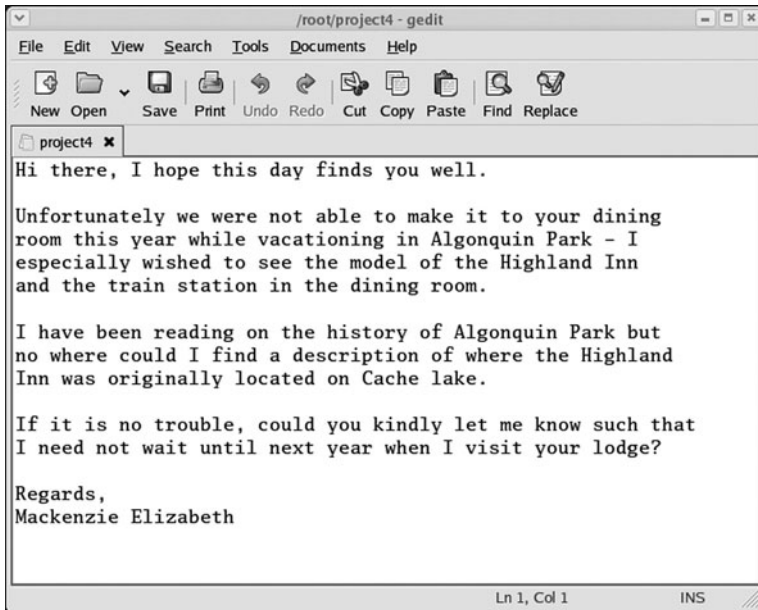 /root/project4 - gedit
File Edit View Search Tools Documents Help
New Open Save Print Undo Redo Cut Copy Paste Find Replace
project4
Hi there, I hope this day finds you well.
Unfortunately we were not able to make it to your dining
room this year while vacationing in Algonquin Park – I
especially wished to see the model of the Highland Inn
and the train station in the dining room.
I have been reading on the history of Algonquin Park but
no where could I find a description of where the Highland
Inn was originally located on Cache lake.
If it is no trouble, could you kindly let me know such that
I need not wait until next year when I visit your lodge?
Regards,
Mackenzie Elizabeth
Ln 1, Col 1 INS